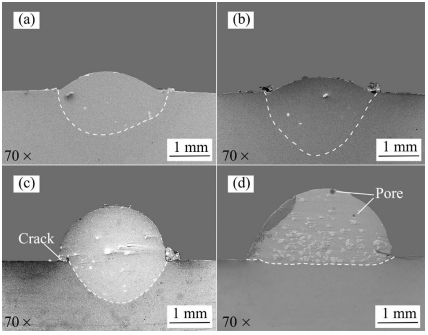 (a)
1 mm
70 ×
(b)
1 mm
70 ×
(c)
Crack
1 mm
70 ×
(d)
Pore
1 mm
70 ×